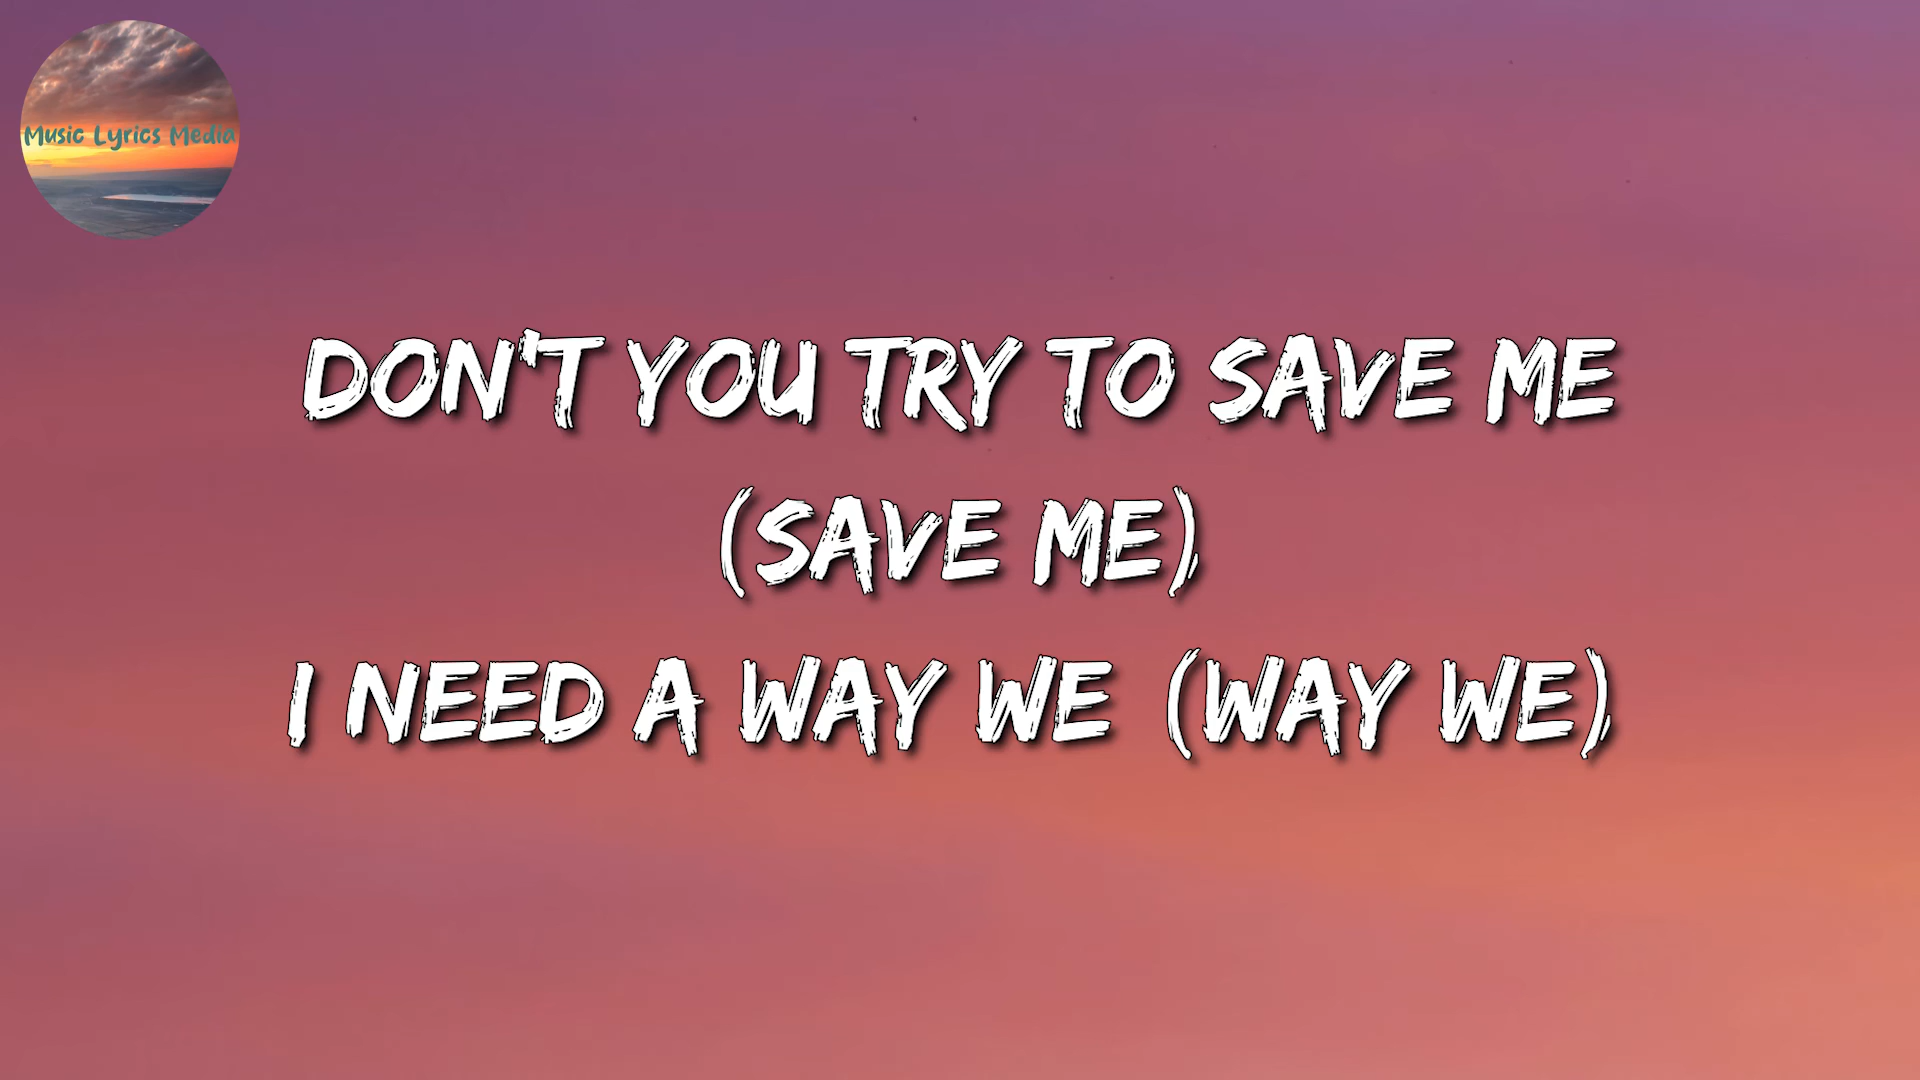 Music Lyrics Media
DON'T YOU TRY TO SAVE ME
(SAVE ME)
I NEED A WAY WE (WAY WE)